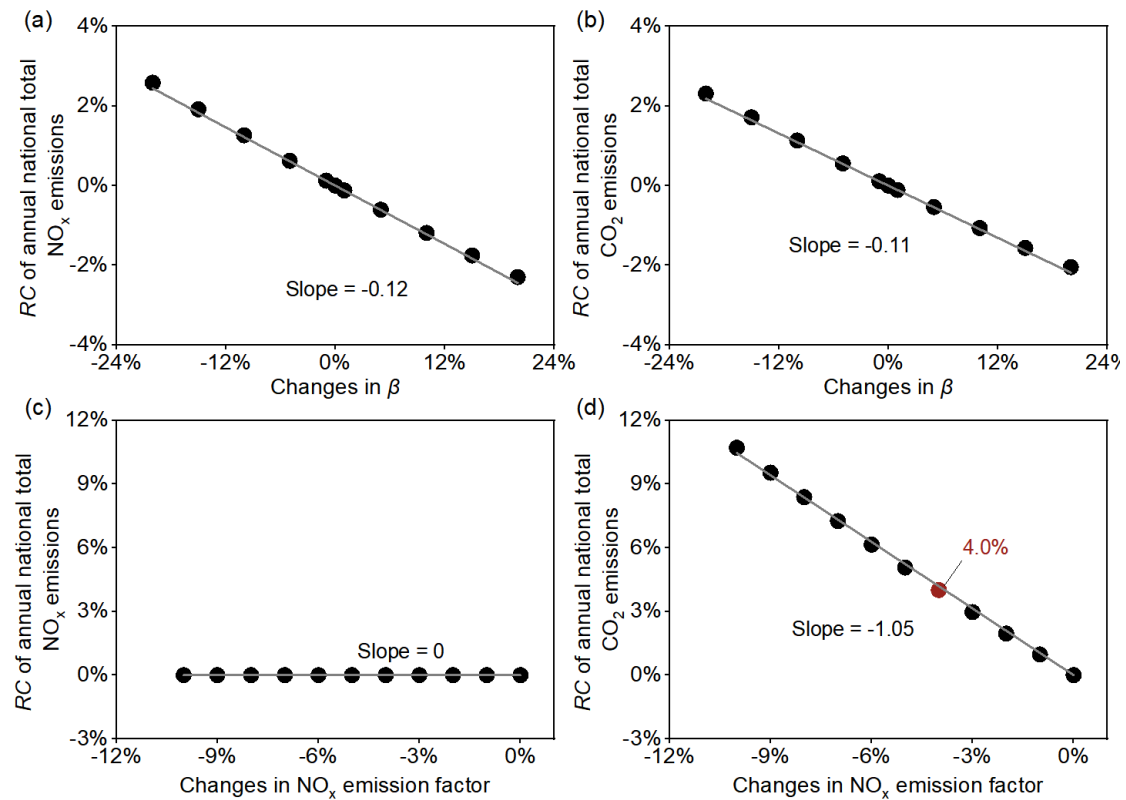 (a)
4%
2%
0%
-2%
-4%
RC of annual national total
NOx emissions
Slope = -0.12
-24%
-12%
0%
12%
24%
Changes in β
(b)
4%
2%
0%
-2%
-4%
RC of annual national total
CO2 emissions
Slope = -0.11
-24%
-12%
0%
12%
24%
Changes in β
(c)
12%
9%
6%
3%
0%
-3%
RC of annual national total
NOx emissions
Slope = 0
-12%
-9%
-6%
-3%
0%
Changes in NOx emission factor
(d)
12%
9%
6%
3%
0%
-3%
RC of annual national total
CO2 emissions
4.0%
Slope = -1.05
-12%
-9%
-6%
-3%
0%
Changes in NOx emission factor